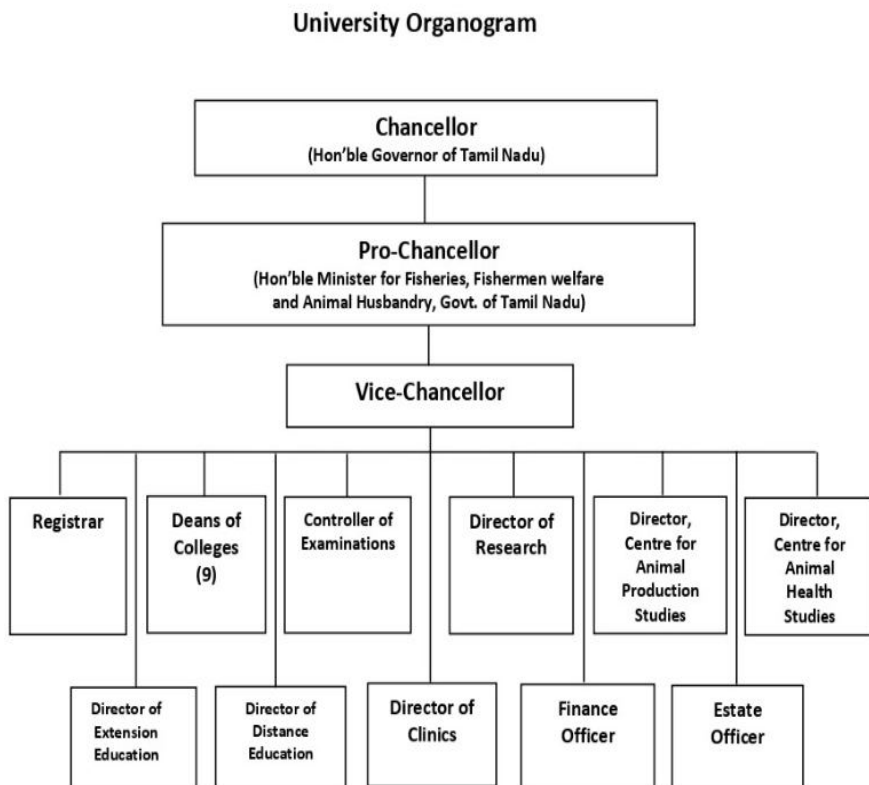 University Organogram
Chancellor
(Hon'ble Governor of Tamil Nadu)
Pro-Chancellor
(Hon'ble Minister for Fisheries, Fishermen welfare
and Animal Husbandry, Govt. of Tamil Nadu)
Vice-Chancellor
Registrar
Deans of
Colleges
(9)
Controller of
Examinations
Director of
Research
Director,
Centre for
Animal
Production
Studies
Director,
Centre for
Animal
Health
Studies
Director of
Extension
Education
Director of
Distance
Education
Director of
Clinics
Finance
Officer
Estate
Officer